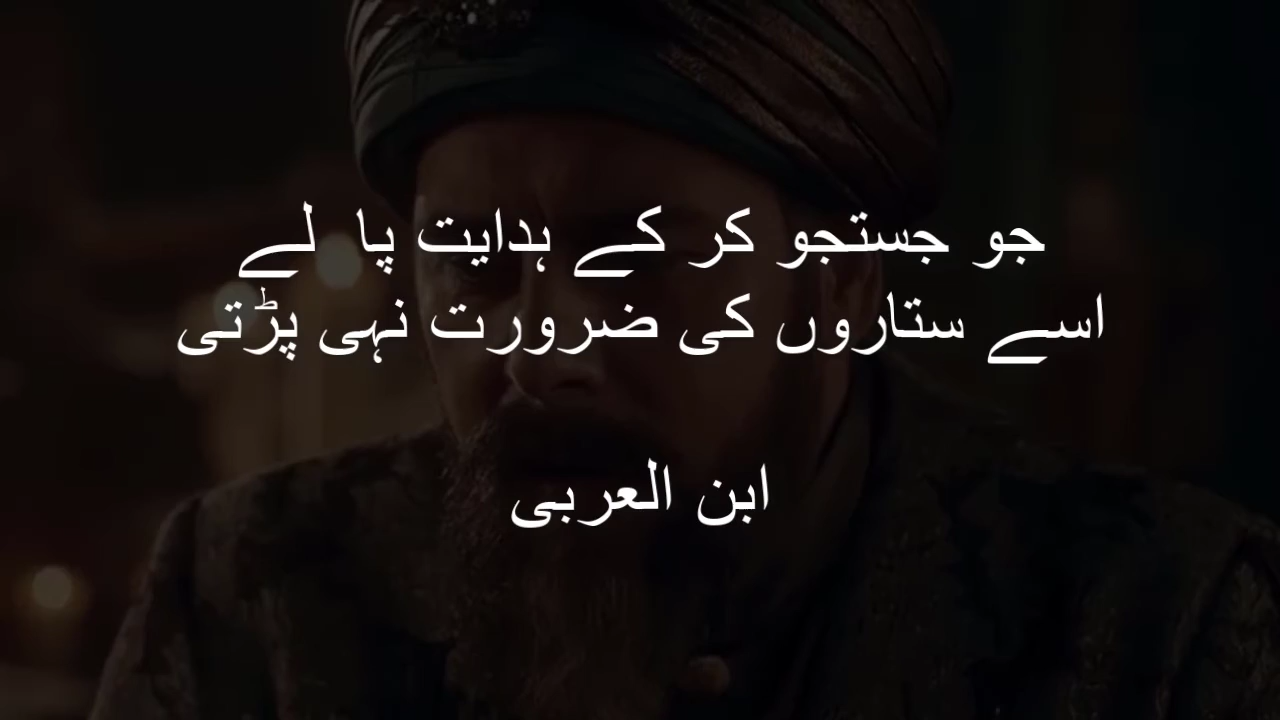 جو جستجو کر کے ہدایت پا لے
اسے ستاروں کی ضرورت نہی پڑتی
ابن العربی